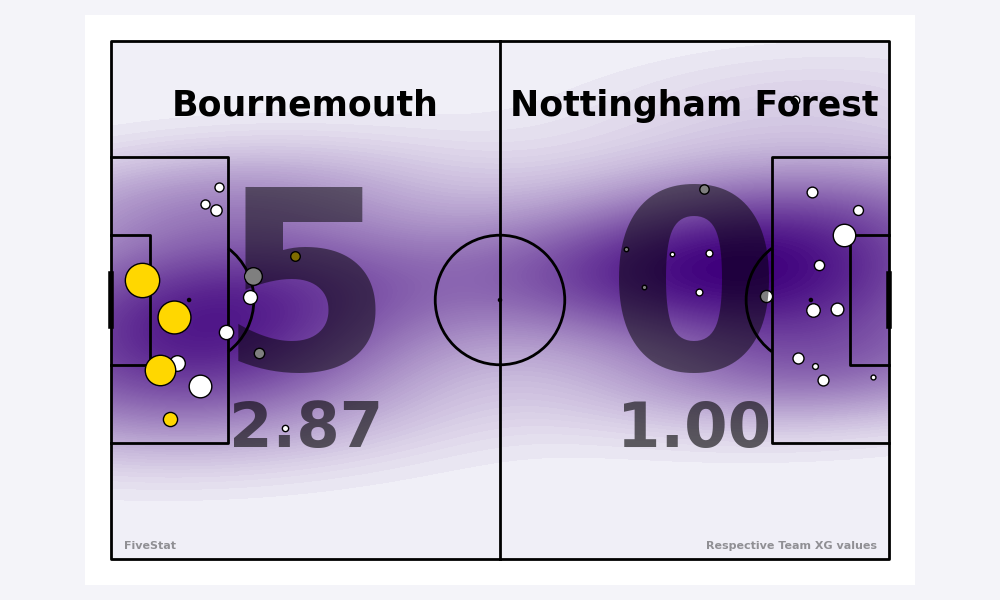 Bournemouth
Nottingham Forest
5
0
2.87
1.00
FiveStat
Respective Team XG values